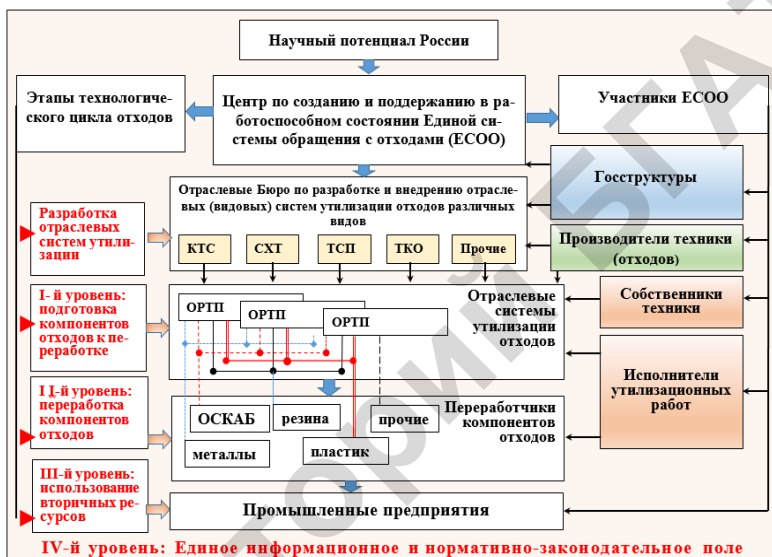 Научный потенциал России
Этапы технологиче-
ского цикла отходов
Центр по созданию и поддержанию в ра-
ботоспособном состоянии Единой си-
стемы обращения с отходами (ЕСОО)
Участники ЕСОО
Отраслевые Бюро по разработке и внедрению отрасле-
вых (видовых) систем утилизации отходов различных
видов
КТС
СХТ
ТСП
ТКО
Прочие
Госструктуры
Производители техники
(отходов)
Собственники
техники
Исполнители
утилизационных
работ
Разработка
отраслевых
систем утили-
зации
I- й уровень:
подготовка
компонентов
отходов к пе-
реработке
ОРТП
ОРТП
ОРТП
Отраслевые
системы
утилизации
отходов
I I-й уровень:
переработка
компонентов
отходов
ОСКАБ
резина
прочие
металлы
пластик
Переработчики
компонентов
отходов
III-й уровень:
использование
вторичных ре-
сурсов
Промышленные предприятия
IV-й уровень: Единое информационное и нормативно-законодательное поле